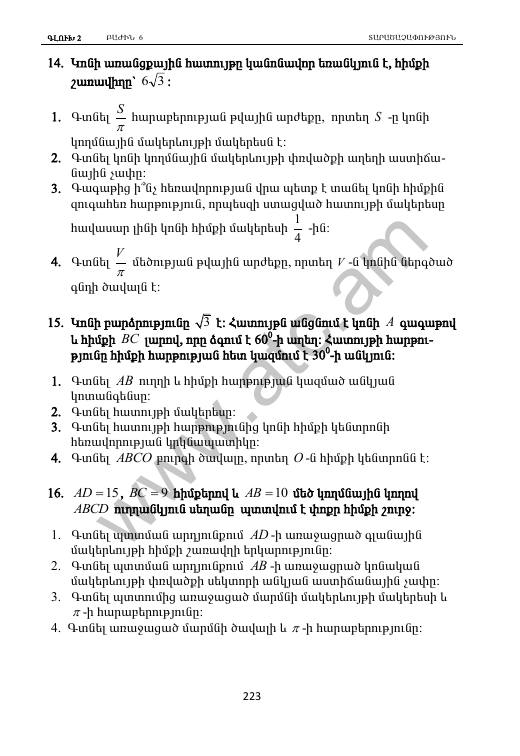 ԳԼՈՒԽ 2 ԲԱԺԻՆ 6 ՏԱՐԱԾԱՉԱՓՈՒԹՅՈՒՆ
14. Կոնի առանցքային հատույթը կանոնավոր եռանկյուն է, հիմքի
շառավիղը՝ 6√3 ։
1. Գտնել S/π հարաբերության թվային արժեքը, որտեղ S -ը կոնի
կողմնային մակերևույթի մակերեսն է։
2. Գտնել կոնի կողմնային մակերևույթի փռվածքի աղեղի աստիճա-
նային չափը։
3. Գագաթից ի՞նչ հեռավորության վրա պետք է տանել կոնի հիմքին
զուգահեռ հարթություն, որպեսզի ստացված հատույթի մակերեսը
հավասար լինի կոնի հիմքի մակերեսի 1/4 -ին։
4. Գտնել V/π մեծության թվային արժեքը, որտեղ V -ն կոնին ներգծած
գնդի ծավալն է։
15. Կոնի բարձրությունը √3 է։ Հատույթն անցնում է կոնի A գագաթով
և հիմքի BC լարով, որը ձգում է 60⁰-ի աղեղ։ Հատույթի հարթու-
թյունը հիմքի հարթության հետ կազմում է 30⁰-ի անկյուն։
1. Գտնել AB ուղղի և հիմքի հարթության կազմած անկյան
կոտանգենսը։
2. Գտնել հատույթի մակերեսը։
3. Գտնել հատույթի հարթությունից կոնի հիմքի կենտրոնի
հեռավորության կրկնապատիկը։
4. Գտնել ABCO բուրգի ծավալը, որտեղ O -ն հիմքի կենտրոնն է։
16. AD = 15, BC = 9 հիմքերով և AB = 10 մեծ կողմնային կողով
ABCD ուղղանկյուն սեղանը պտտվում է փոքր հիմքի շուրջ։
1. Գտնել պտտման արդյունքում AD -ի առաջացրած գլանային
մակերևույթի հիմքի շառավղի երկարությունը։
2. Գտնել պտտման արդյունքում AB -ի առաջացրած կոնական
մակերևույթի փռվածքի սեկտորի անկյան աստիճանային չափը։
3. Գտնել պտտումից առաջացած մարմնի մակերևույթի մակերեսի և
π -ի հարաբերությունը։
4. Գտնել առաջացած մարմնի ծավալի և π -ի հարաբերությունը։
www.atc.am
223